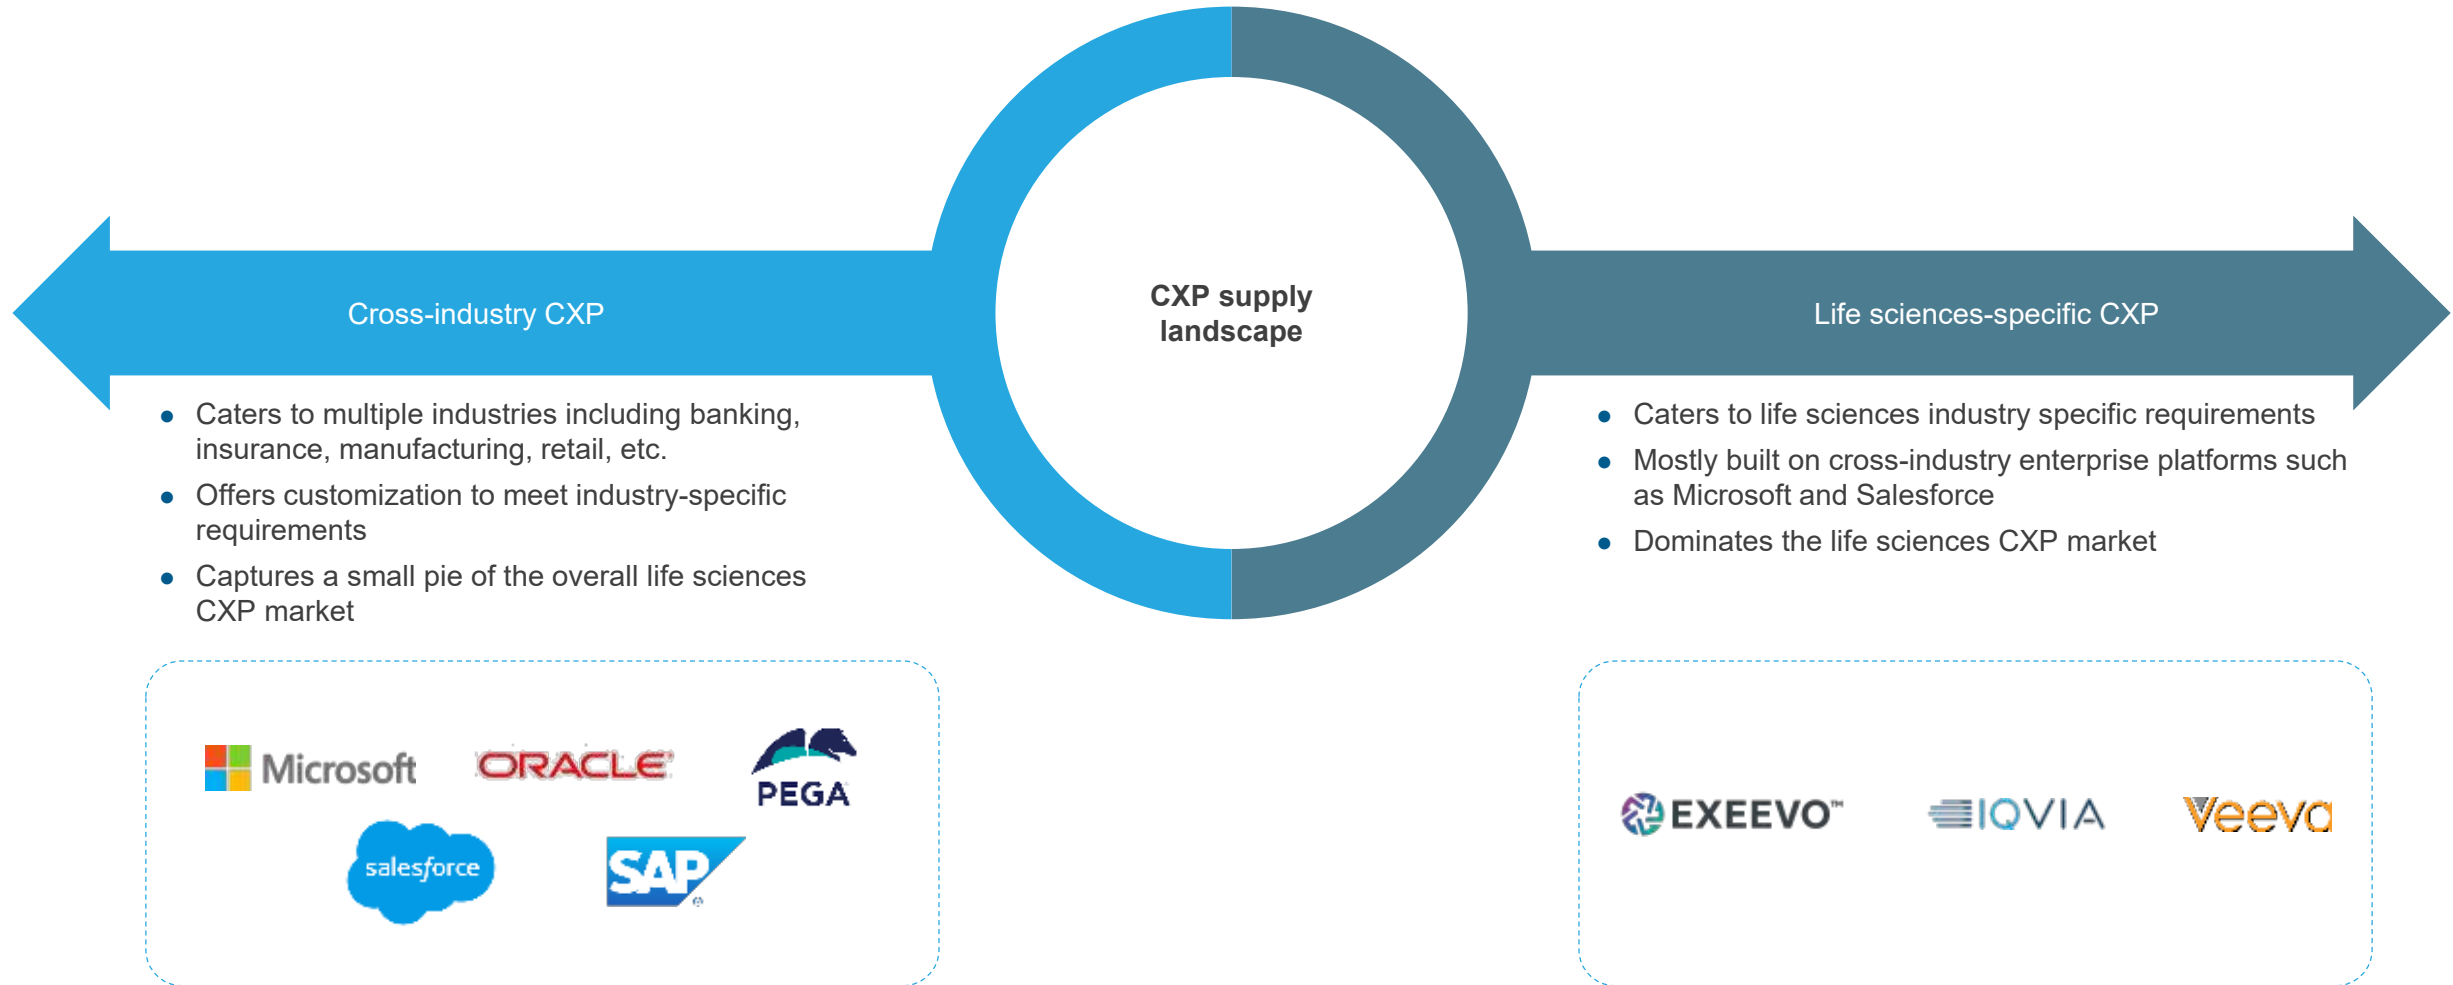 CXP supply
landscape
Cross-industry CXP
Caters to multiple industries including banking,
insurance, manufacturing, retail, etc.
Offers customization to meet industry-specific
requirements
Captures a small pie of the overall life sciences
CXP market
Microsoft
ORACLE
PEGA
salesforce
SAP
Life sciences-specific CXP
Caters to life sciences industry specific requirements
Mostly built on cross-industry enterprise platforms such
as Microsoft and Salesforce
Dominates the life sciences CXP market
EXEEVO™
IQVIA
Veeva